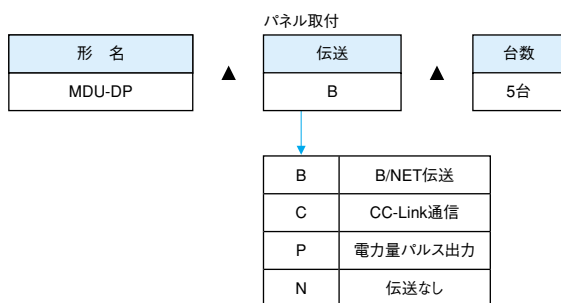 パネル取付
形　名
伝送
台数
MDU-DP
▲
B
▲
5台
B
B/NET伝送
C
CC-Link通信
P
電力量パルス出力
N
伝送なし